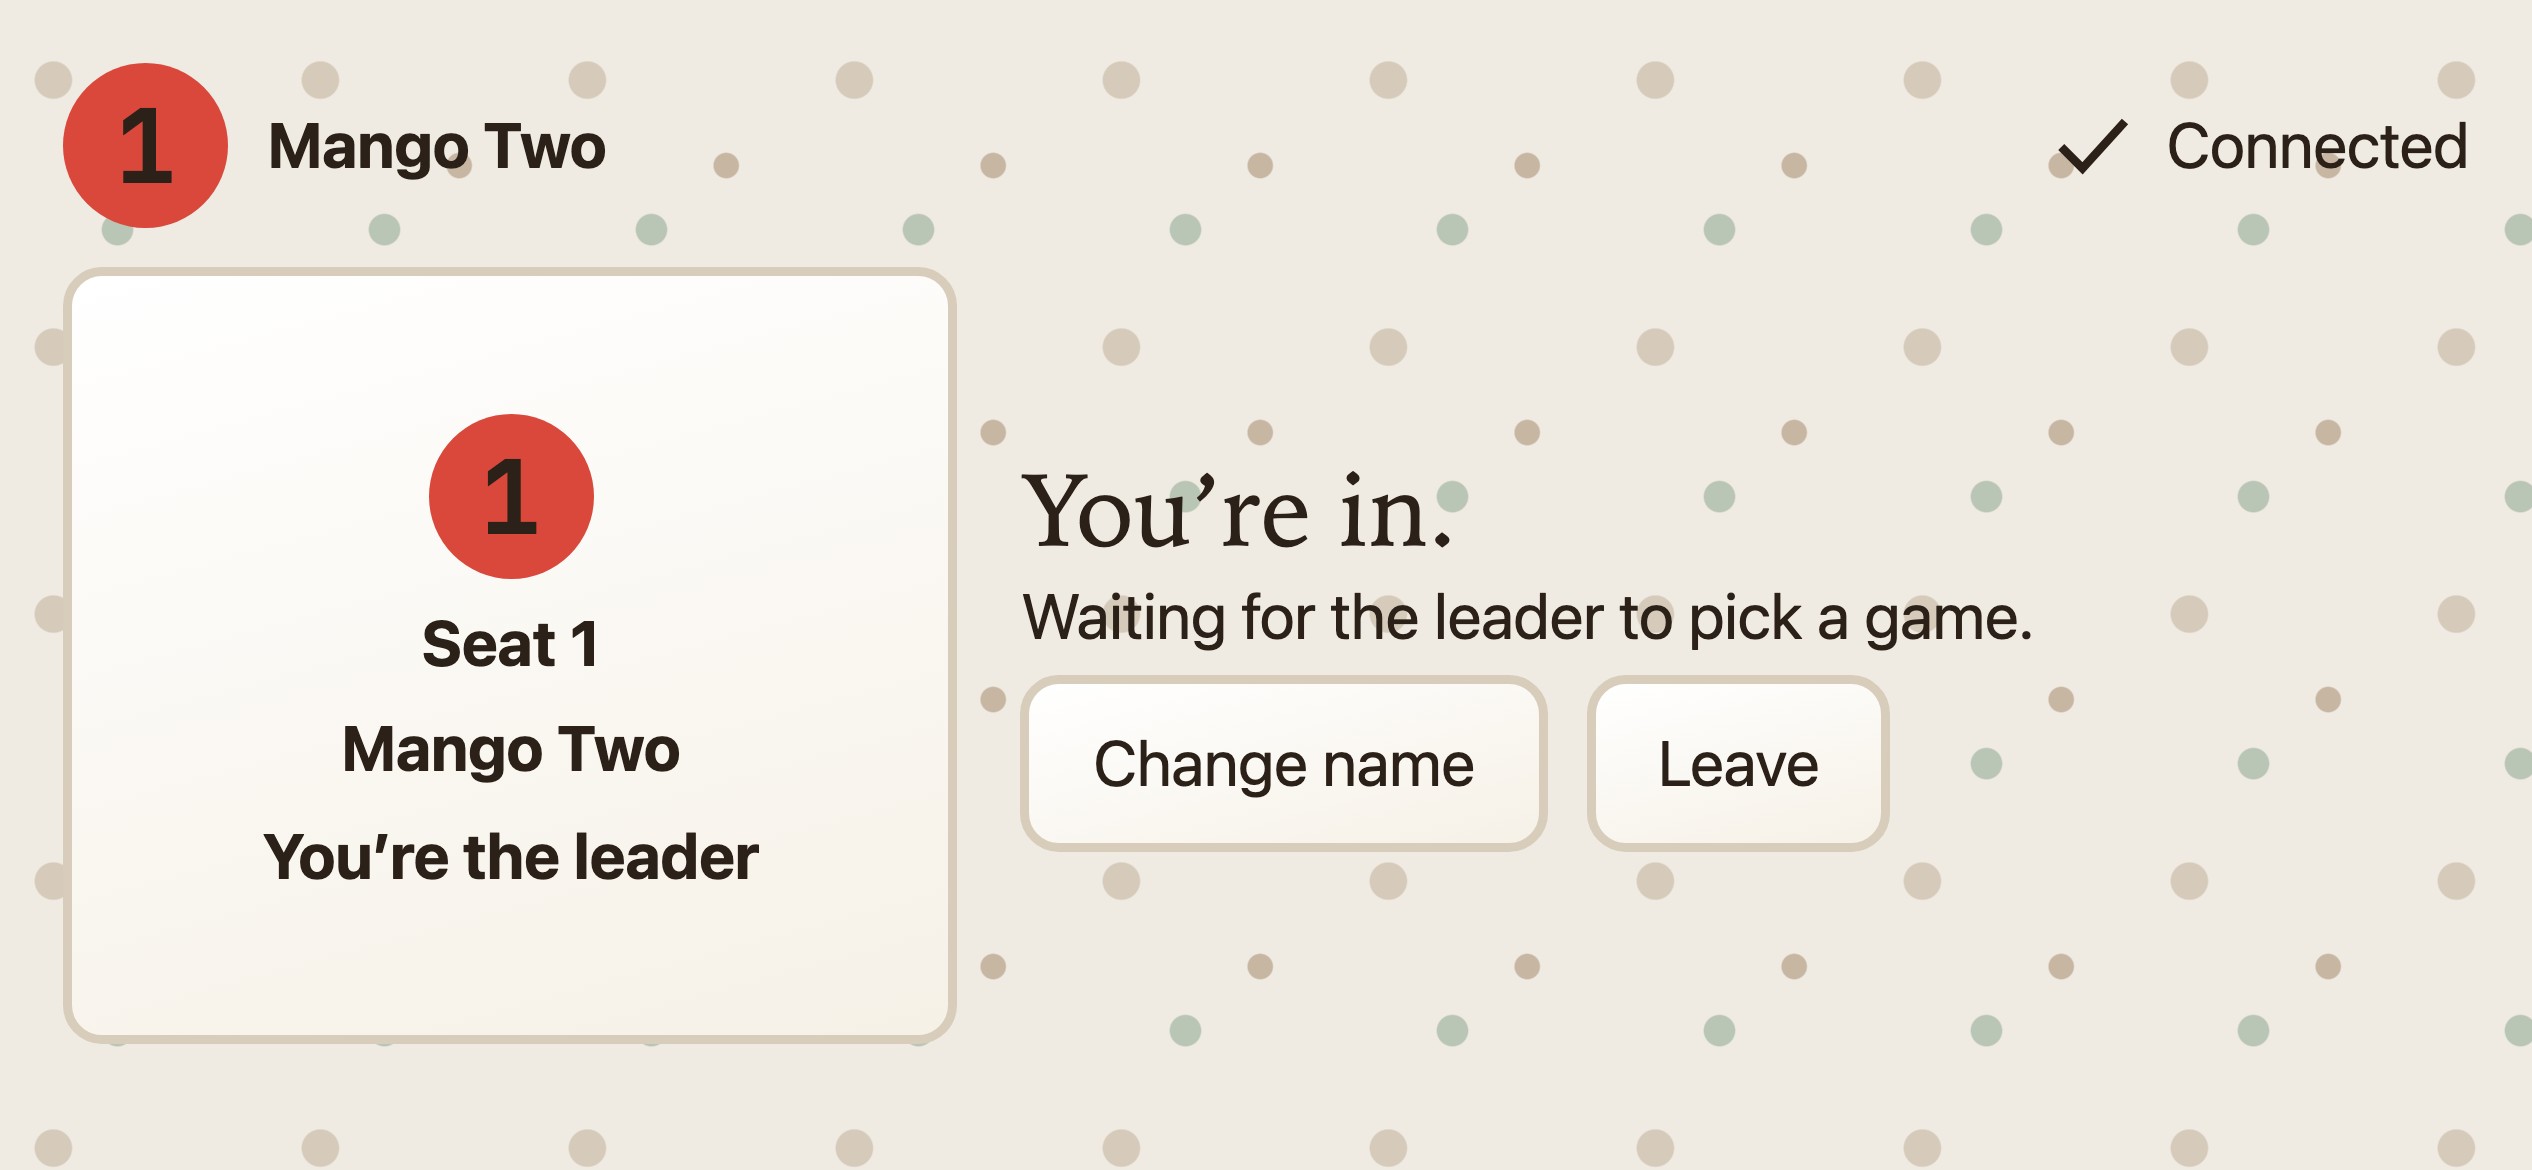 1 Mango Two
Connected
1
Seat 1
Mango Two
You’re the leader
You’re in.
Waiting for the leader to pick a game.
Change name
Leave